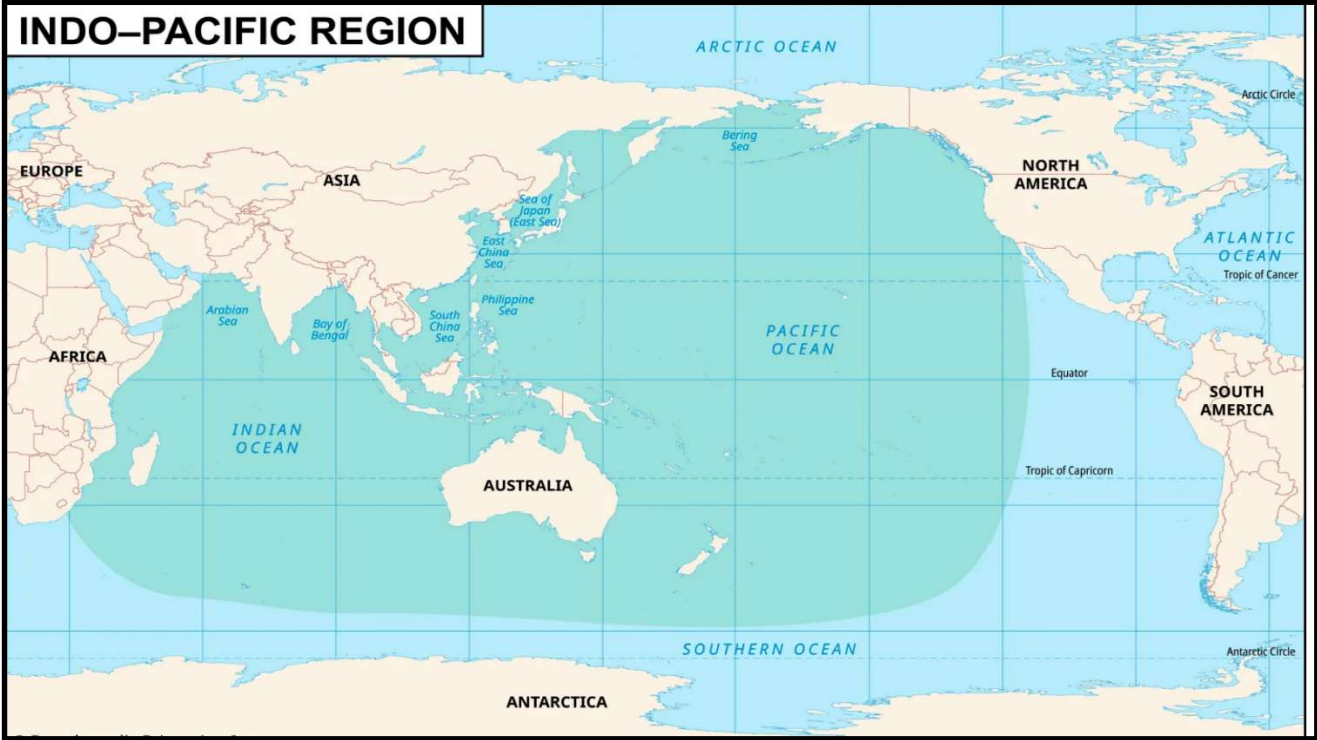 INDO–PACIFIC REGION
ARCTIC OCEAN
Arctic Circle
Bering
Sea
EUROPE
ASIA
NORTH
AMERICA
Sea of
Japan
(East Sea)
East
China
Sea
ATLANTIC
OCEAN
Tropic of Cancer
Arabian
Sea
Bay of
Bengal
South
China
Sea
Philippine
Sea
PACIFIC
OCEAN
AFRICA
Equator
SOUTH
AMERICA
INDIAN
OCEAN
Tropic of Capricorn
AUSTRALIA
SOUTHERN OCEAN
Antarctic Circle
ANTARCTICA